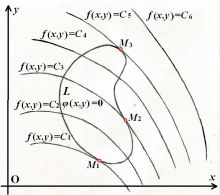 y
f(x,y)=C₅
f(x,y)=C₆
f(x,y)=C₄
M₃
f(x,y)=C₃
L
φ(x,y)=0
f(x,y)=C₂
M₂
f(x,y)=C₁
M₁
O
x